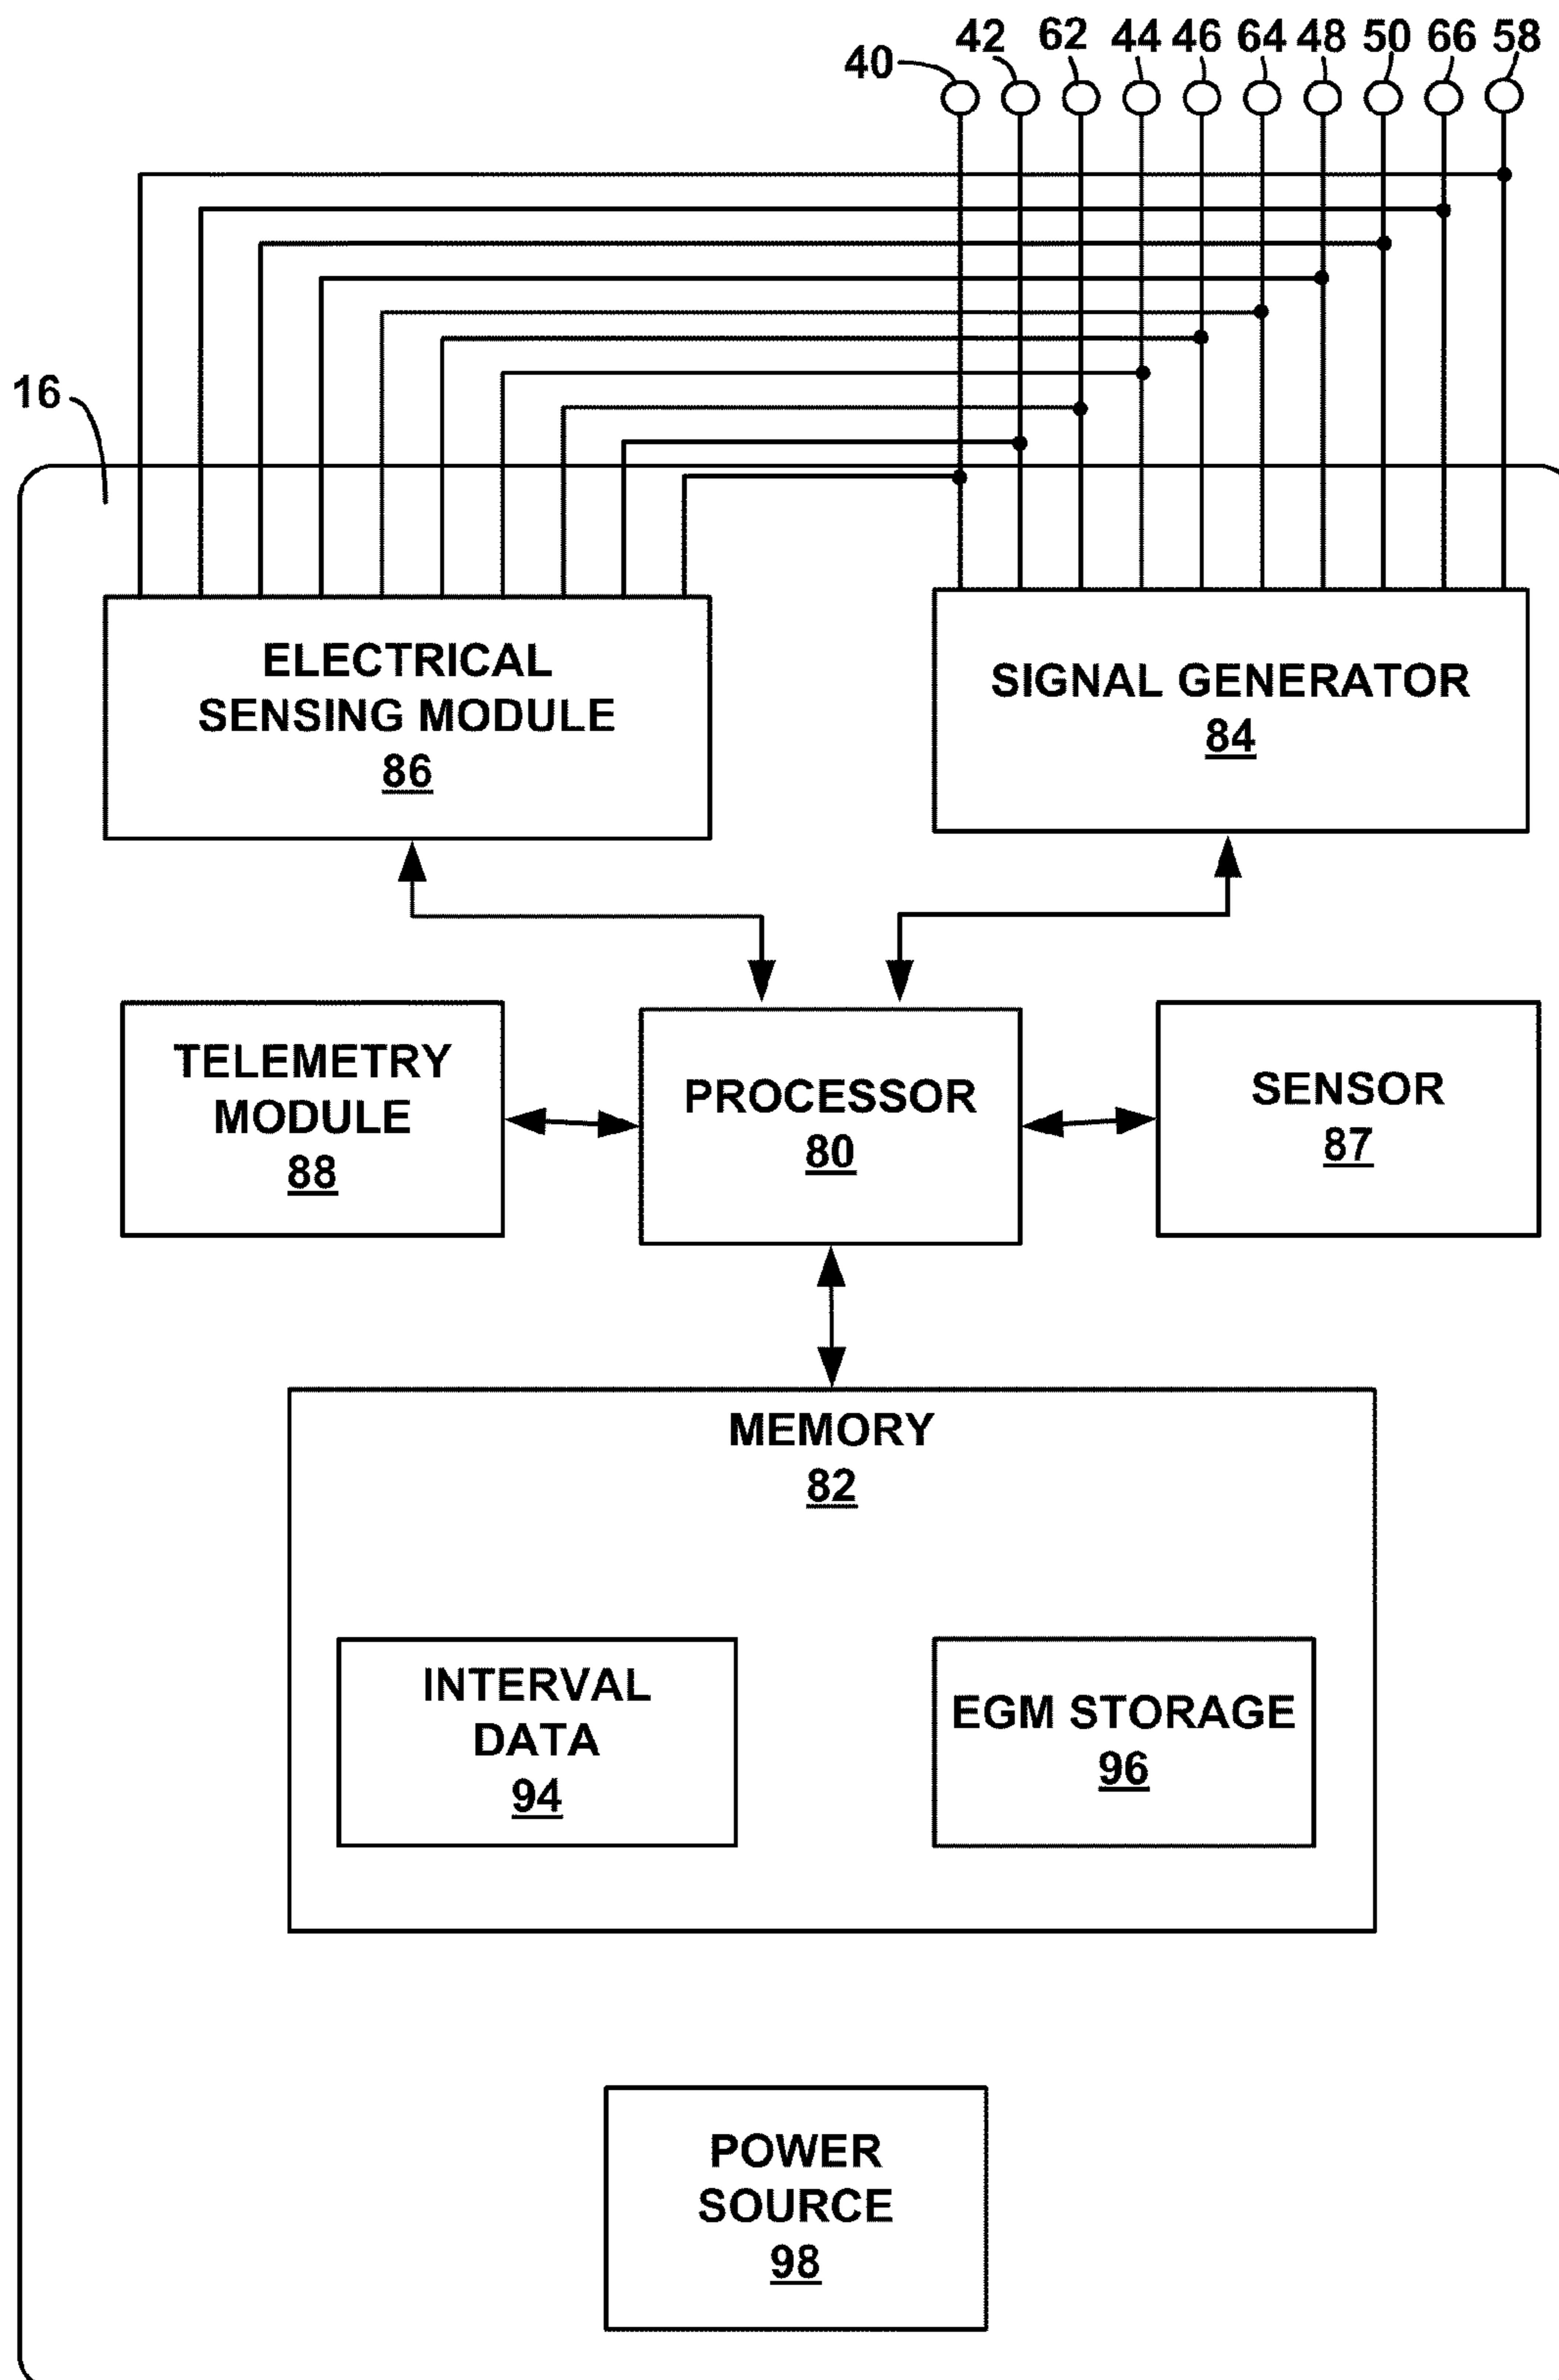 40 42 62 44 46 64 48 50 66 58
16
ELECTRICAL
SENSING MODULE
86
SIGNAL GENERATOR
84
TELEMETRY
MODULE
88
PROCESSOR
80
SENSOR
87
MEMORY
82
INTERVAL
DATA
94
EGM STORAGE
96
POWER
SOURCE
98